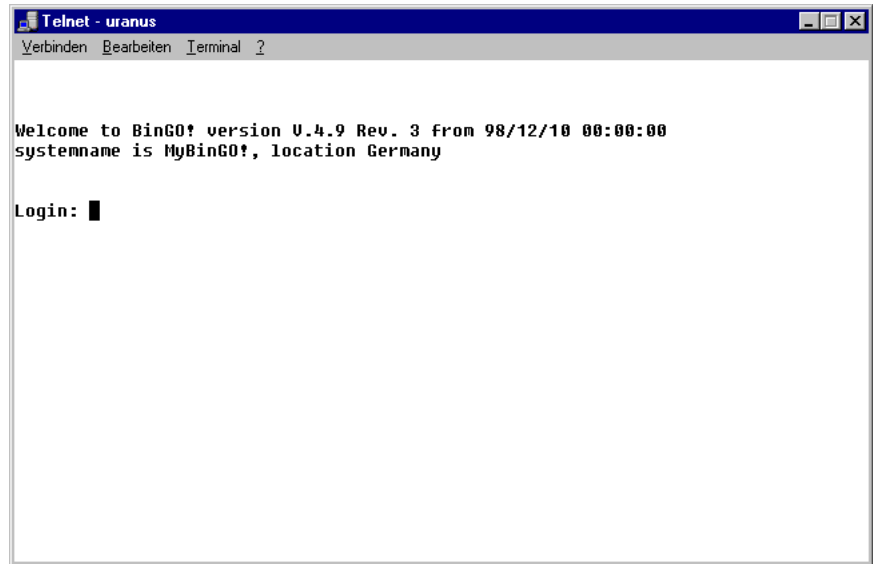 Telnet - uranus
Verbinden Bearbeiten Terminal ?
Welcome to BinGO! version V.4.9 Rev. 3 from 98/12/10 00:00:00
systemname is MyBinGO!, location Germany
Login: